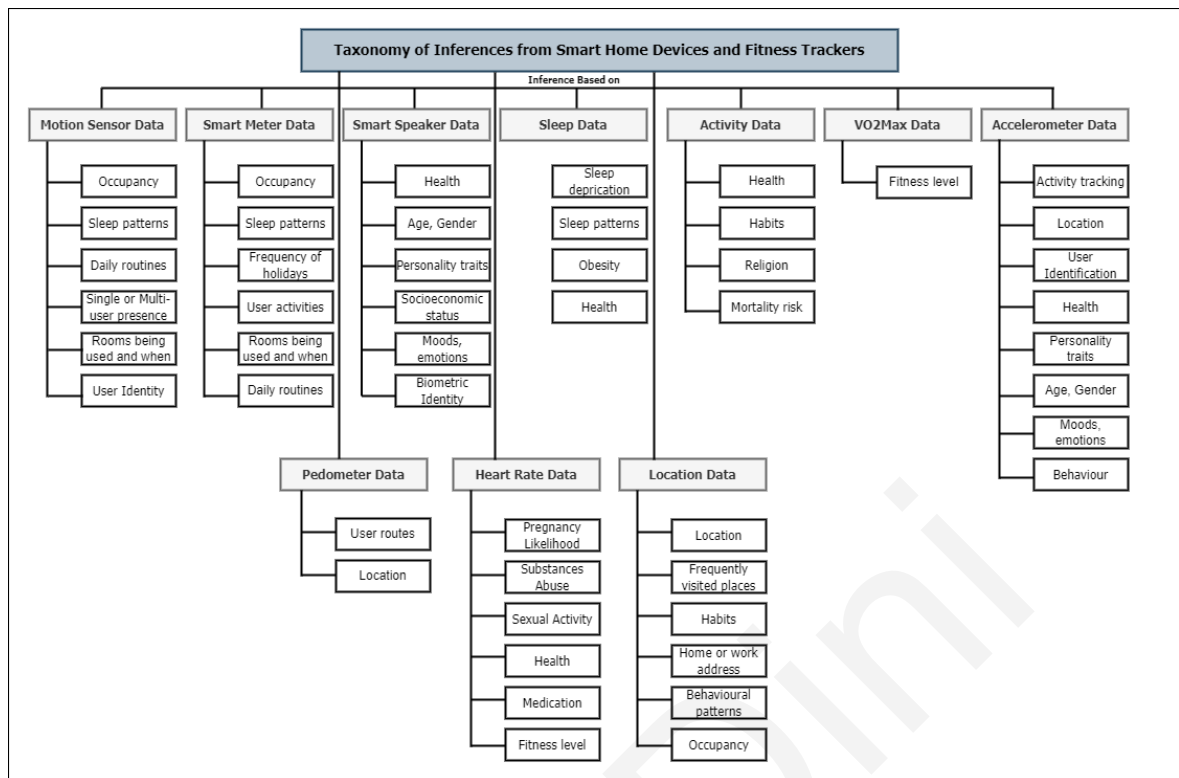 Taxonomy of Inferences from Smart Home Devices and Fitness Trackers
Inference Based on
Motion Sensor Data
Occupancy
Sleep patterns
Daily routines
Single or Multi-
user presence
Rooms being
used and when
User Identity
Smart Meter Data
Occupancy
Sleep patterns
Frequency of
holidays
User activities
Rooms being
used and when
Daily routines
Smart Speaker Data
Health
Age, Gender
Personality traits
Socioeconomic
status
Moods,
emotions
Biometric
Identity
Sleep Data
Sleep
deprication
Sleep patterns
Obesity
Health
Activity Data
Health
Habits
Religion
Mortality risk
VO2Max Data
Fitness level
Accelerometer Data
Activity tracking
Location
User
Identification
Health
Personality
traits
Age, Gender
Moods,
emotions
Behaviour
Pedometer Data
User routes
Location
Heart Rate Data
Pregnancy
Likelihood
Substances
Abuse
Sexual Activity
Health
Medication
Fitness level
Location Data
Location
Frequently
visited places
Habits
Home or work
address
Behavioural
patterns
Occupancy